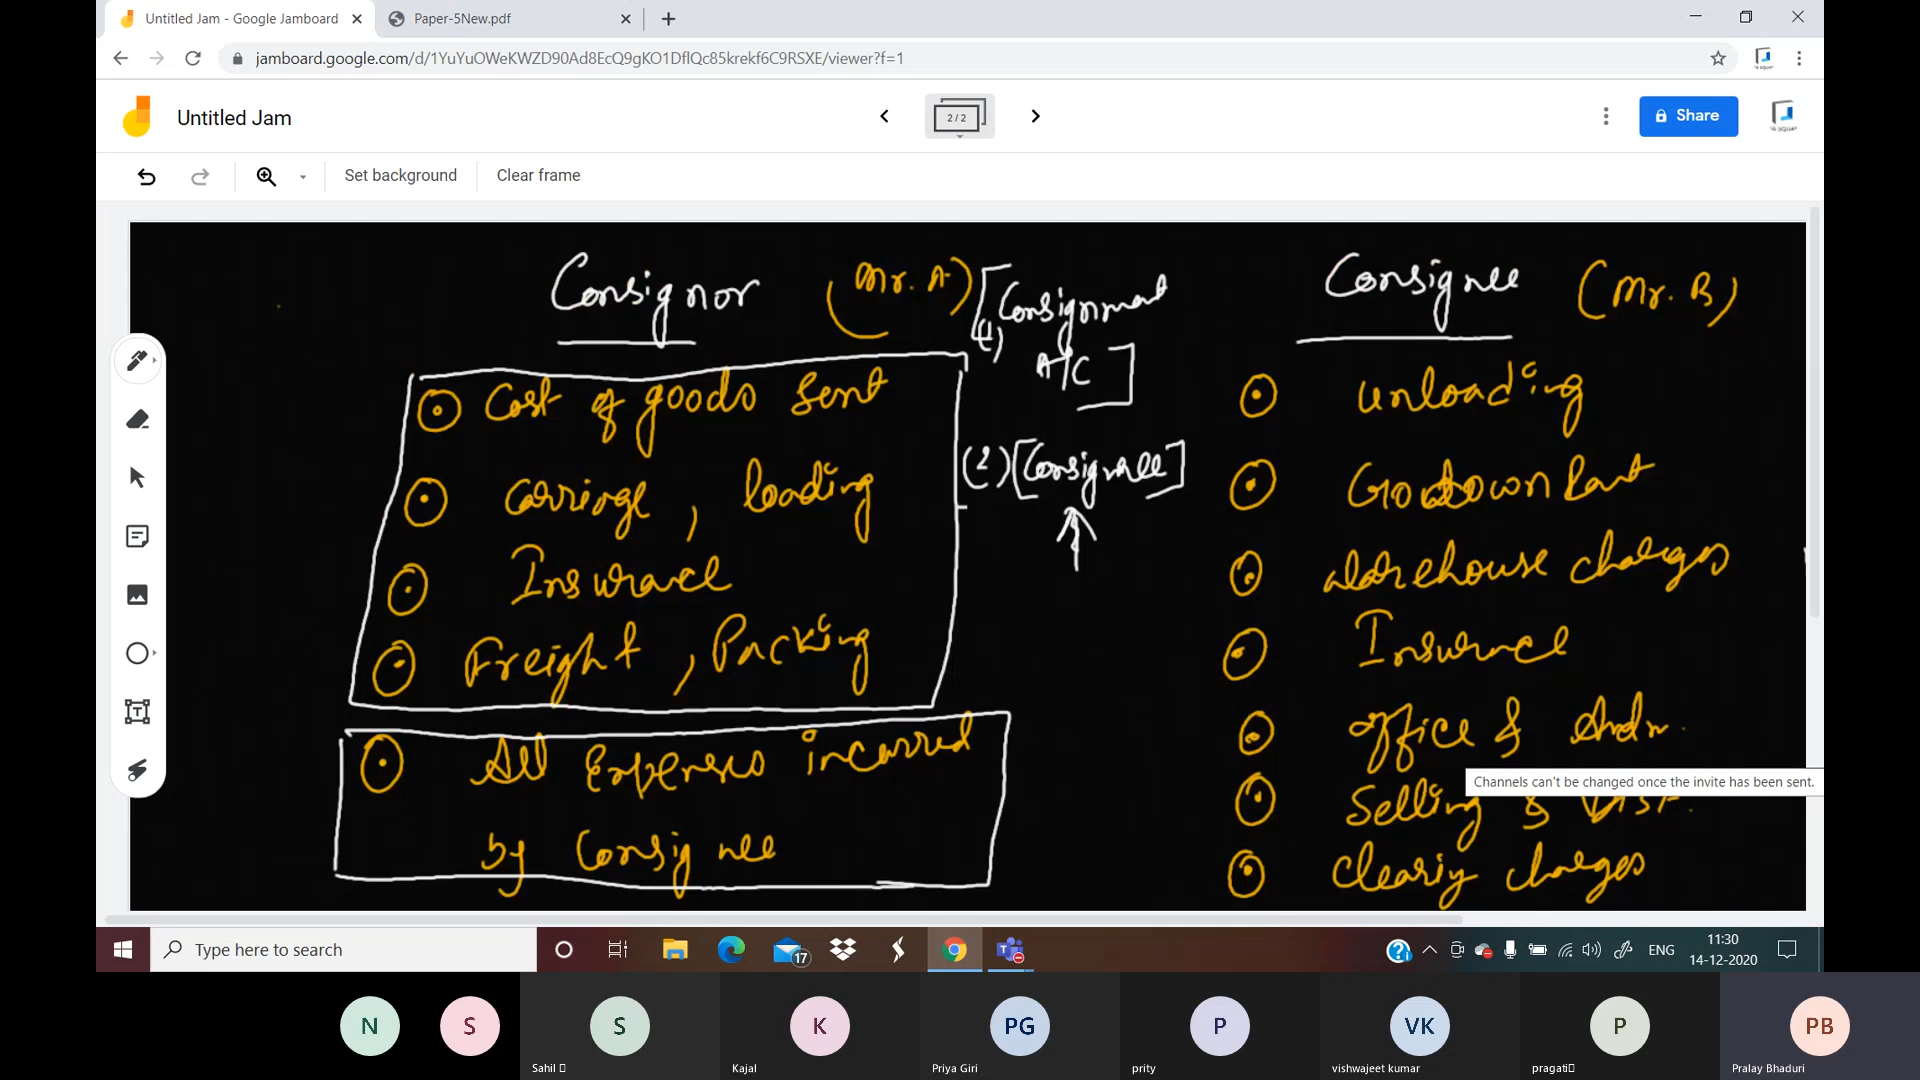 Untitled Jam - Google Jamboard
Paper-5New.pdf
jamboard.google.com/d/1YuYuOWeKWZD90Ad8EcQ9gKO1DflQc85krekf6C9RSXE/viewer?f=1
Untitled Jam
2 / 2
Share
Set background
Clear frame
Consignor (Mr. A)
[Consignment
(1)
A/C]
(2) [Consignee]
Cost of goods sent
Carriage, loading
Insurance
Freight, Packing
All Expenses incurred
by Consignee
Consignee (Mr. B)
Unloading
Godown Rent
Warehouse charges
Insurance
Office & Adm.
Channels can't be changed once the invite has been sent.
Selling & Dist.
Clearing charges
Type here to search
17
ENG
11:30
14-12-2020
N
S
S
K
PG
P
VK
P
PB
Sahil
Kajal
Priya Giri
prity
vishwajeet kumar
pragati
Pralay Bhaduri